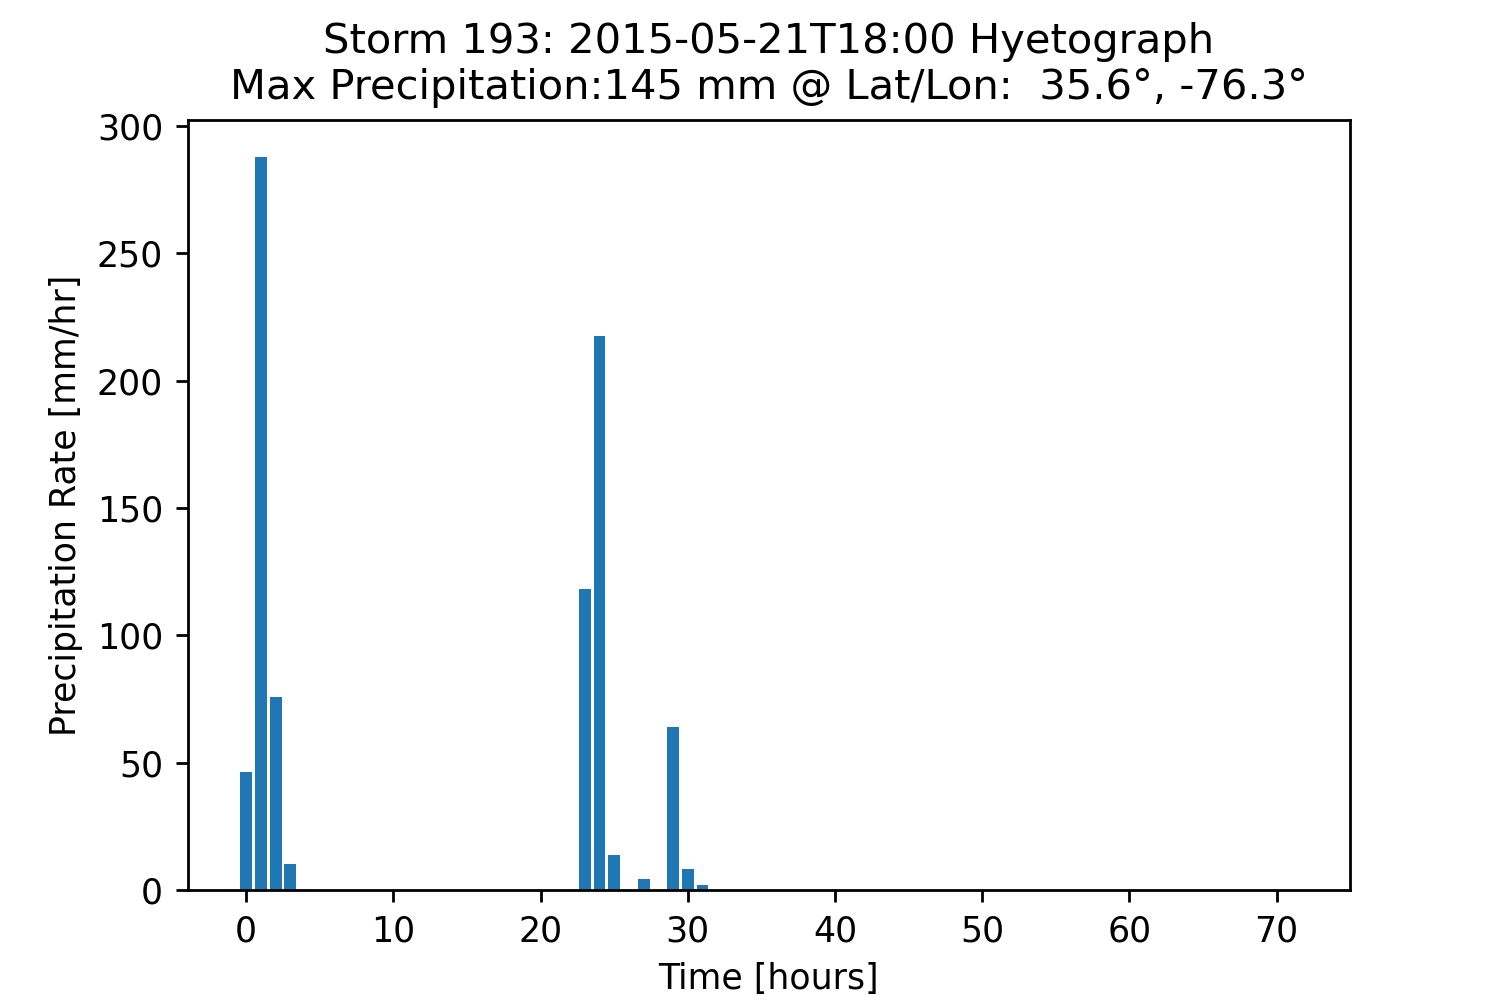 Storm 193: 2015-05-21T18:00 Hyetograph
Max Precipitation:145 mm @ Lat/Lon:  35.6°, -76.3°
300
250
200
150
100
50
0
Precipitation Rate [mm/hr]
0 10 20 30 40 50 60 70
Time [hours]